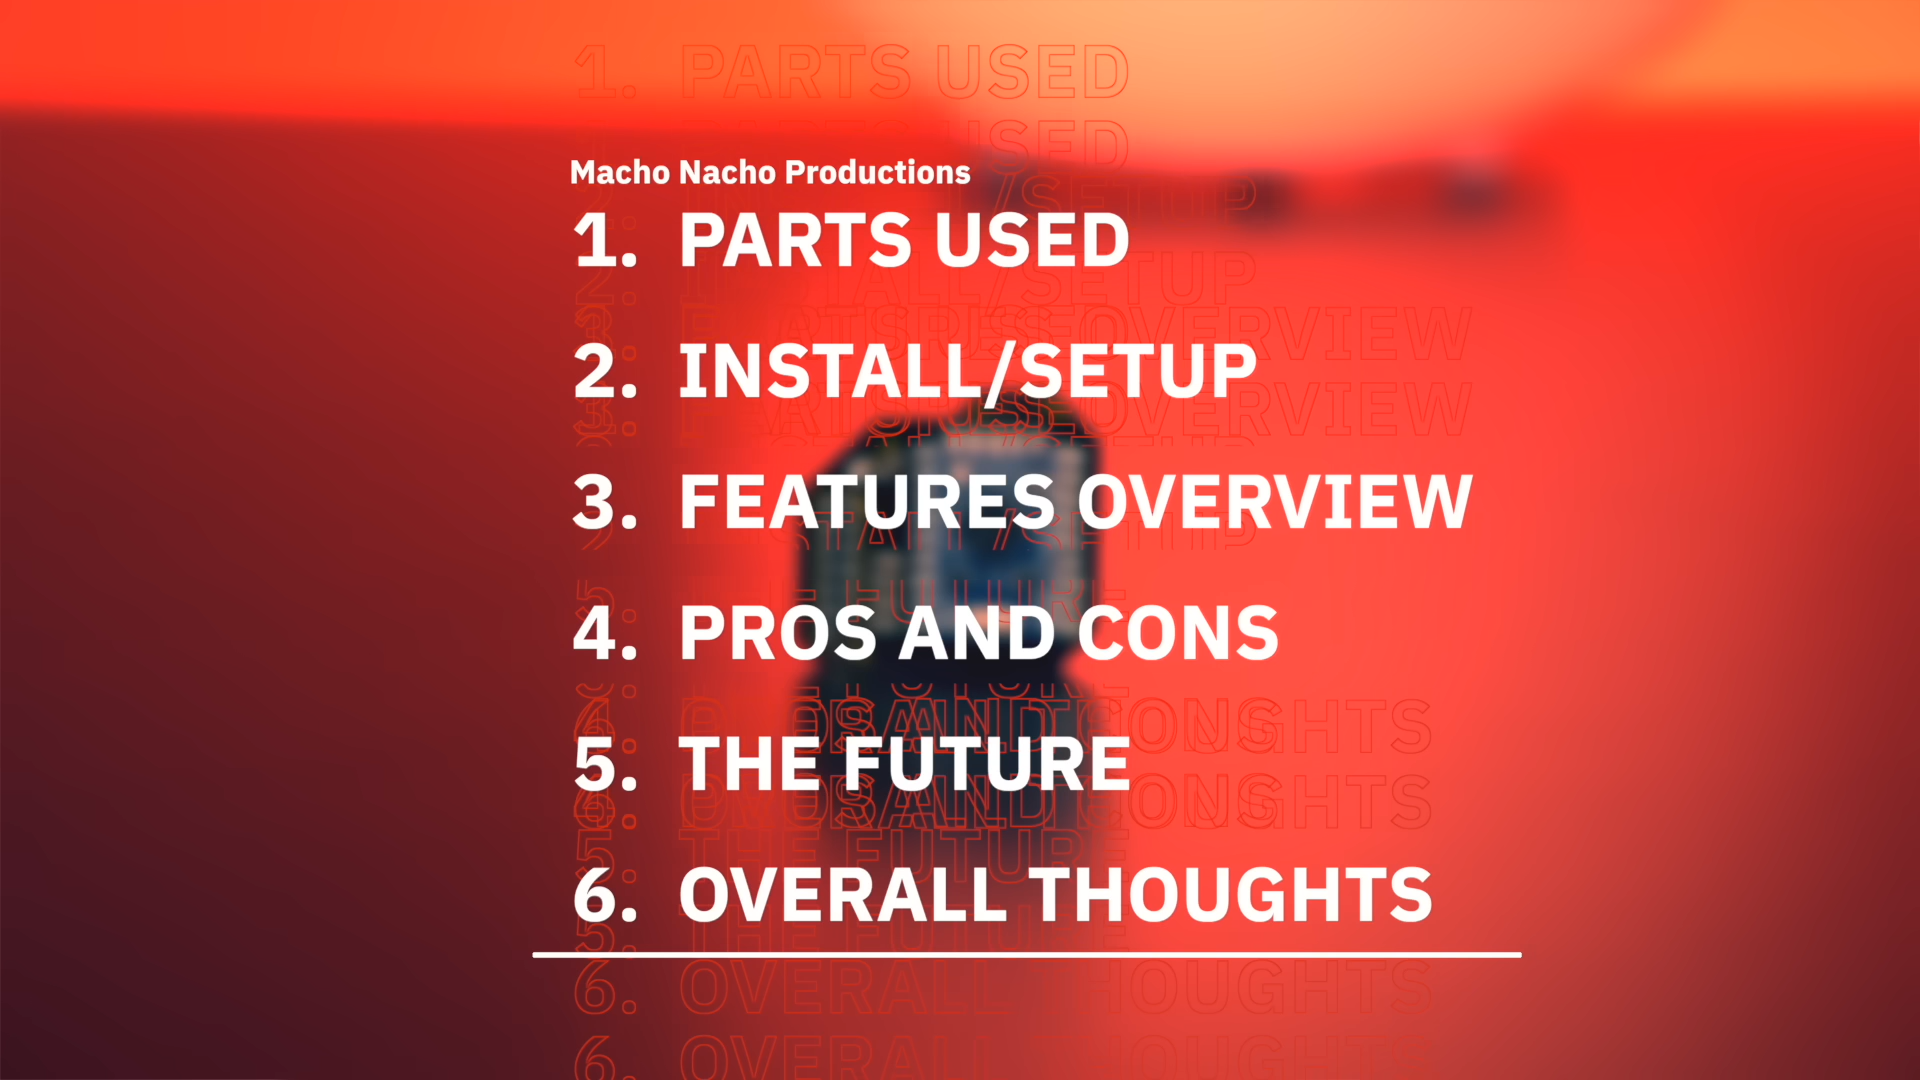 Macho Nacho Productions
1. PARTS USED
2. INSTALL/SETUP
3. FEATURES OVERVIEW
4. PROS AND CONS
5. THE FUTURE
6. OVERALL THOUGHTS